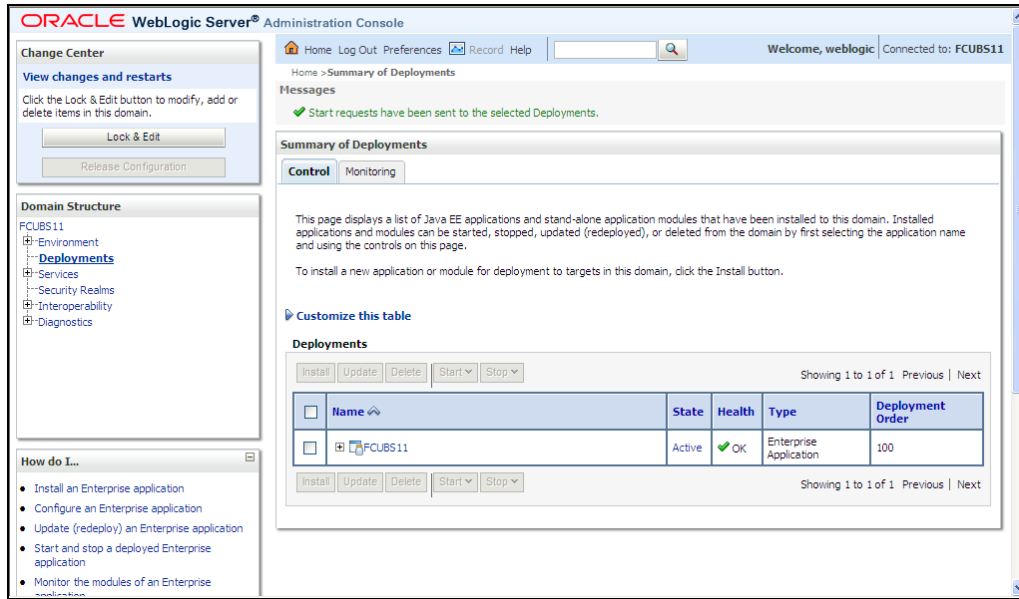 ORACLE WebLogic Server® Administration Console
Change Center
View changes and restarts
Click the Lock & Edit button to modify, add or
delete items in this domain.
Lock & Edit
Release Configuration
Domain Structure
FCUBS11
Environment
Deployments
Services
Security Realms
Interoperability
Diagnostics
How do I...
Install an Enterprise application
Configure an Enterprise application
Update (redeploy) an Enterprise application
Start and stop a deployed Enterprise
application
Monitor the modules of an Enterprise
application
Home Log Out Preferences Record Help
Welcome, weblogic Connected to: FCUBS11
Home >Summary of Deployments
Messages
Start requests have been sent to the selected Deployments.
Summary of Deployments
Control Monitoring
This page displays a list of Java EE applications and stand-alone application modules that have been installed to this domain. Installed
applications and modules can be started, stopped, updated (redeployed), or deleted from the domain by first selecting the application name
and using the controls on this page.
To install a new application or module for deployment to targets in this domain, click the Install button.
Customize this table
Deployments
Install Update Delete Start Stop Showing 1 to 1 of 1 Previous | Next
Name State Health Type Deployment
Order
FCUBS11 Active OK Enterprise
Application 100
Install Update Delete Start Stop Showing 1 to 1 of 1 Previous | Next